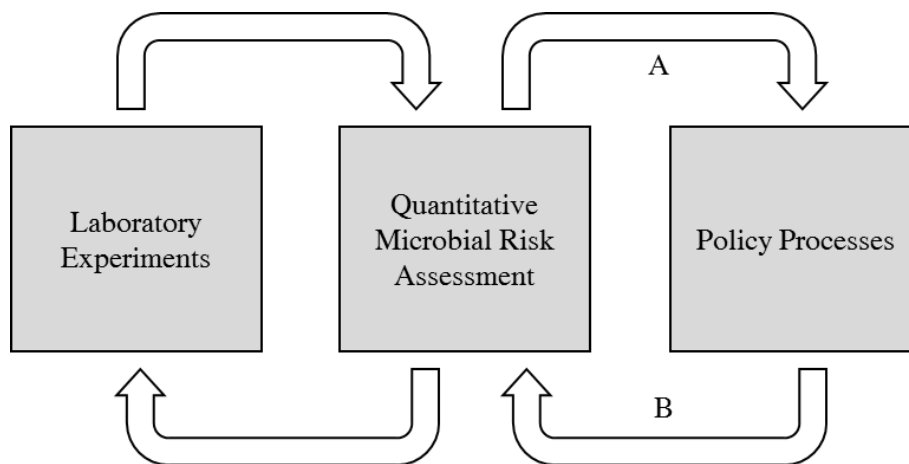 A
Laboratory
Experiments
Quantitative
Microbial Risk
Assessment
Policy Processes
B